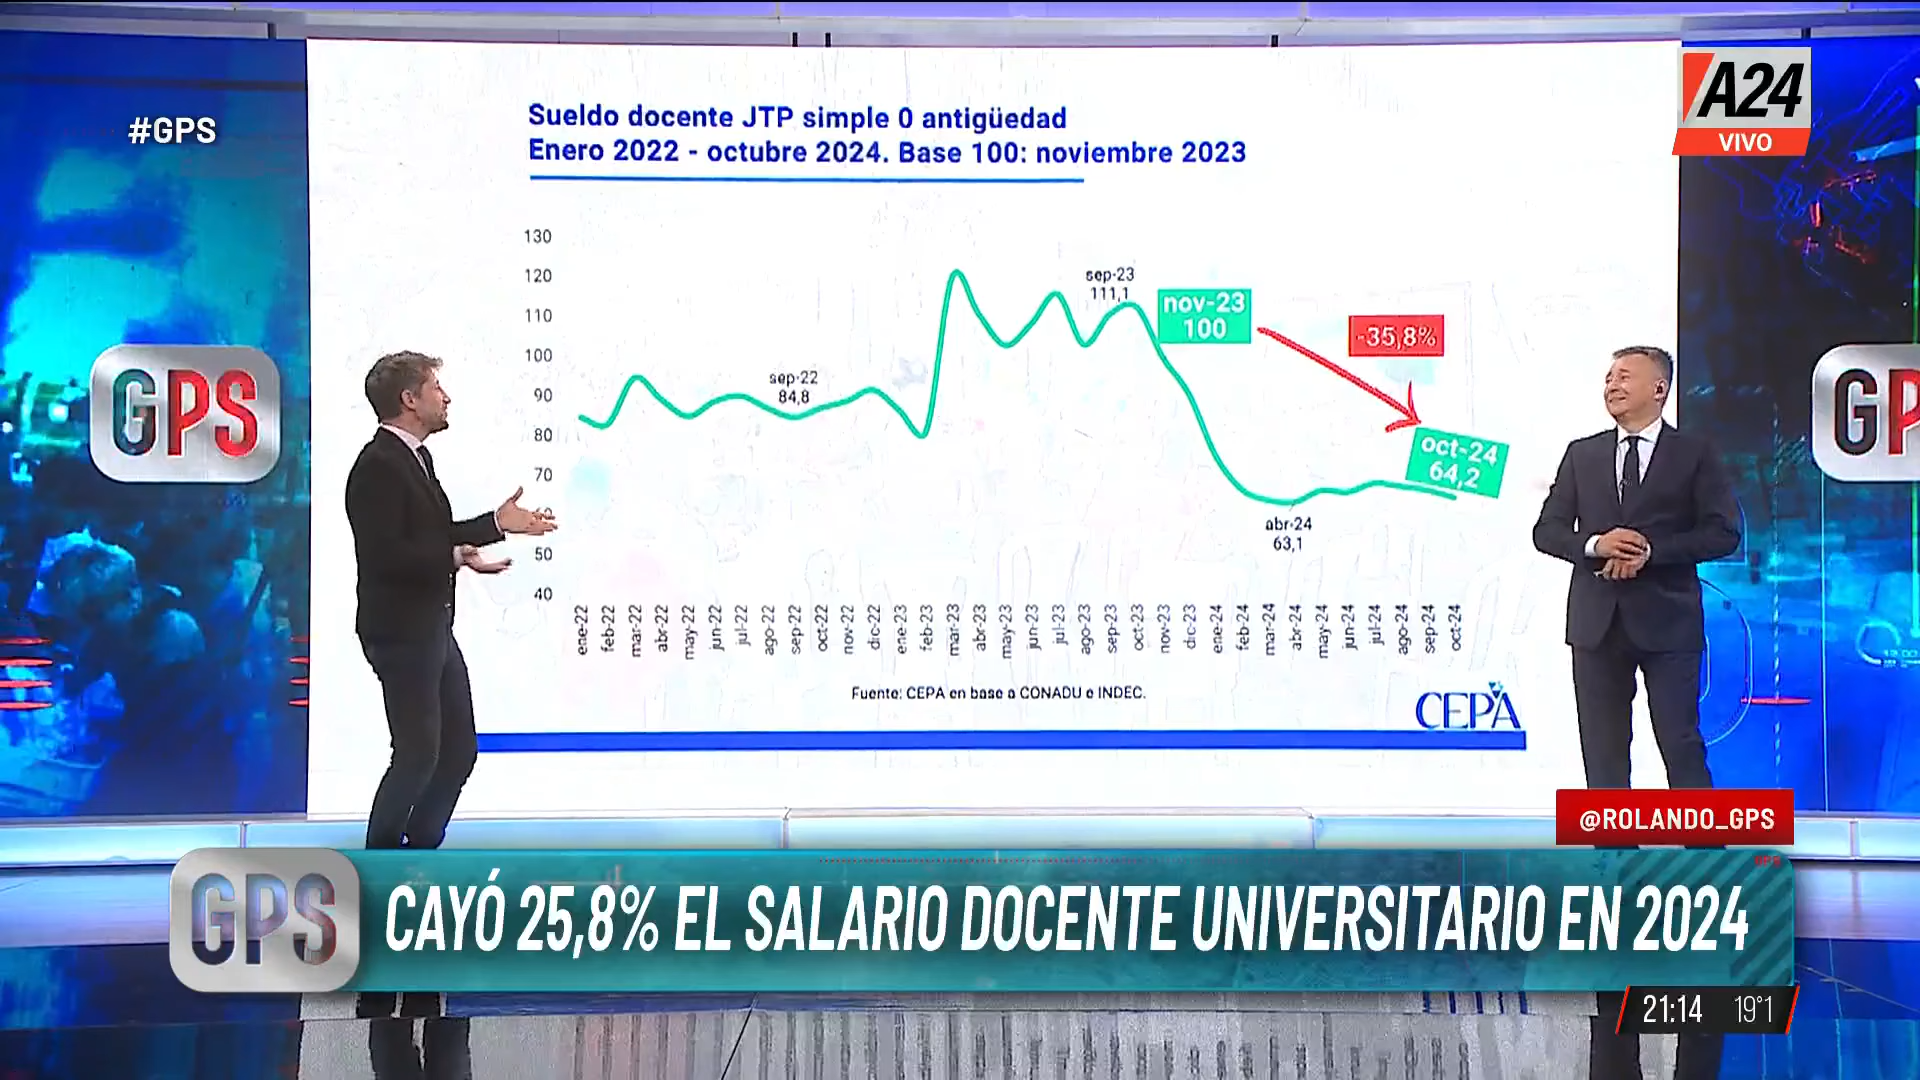 #GPS
A24
VIVO
Sueldo docente JTP simple 0 antigüedad
Enero 2022 - octubre 2024. Base 100: noviembre 2023
130
120
110
100
90
80
70
60
50
40
sep-22
84,8
sep-23
111,1
nov-23
100
-35,8%
oct-24
64,2
abr-24
63,1
ene-22
feb-22
mar-22
abr-22
may-22
jun-22
jul-22
ago-22
sep-22
oct-22
nov-22
dic-22
ene-23
feb-23
mar-23
abr-23
may-23
jun-23
jul-23
ago-23
sep-23
oct-23
nov-23
dic-23
ene-24
feb-24
mar-24
abr-24
may-24
jun-24
jul-24
ago-24
sep-24
oct-24
Fuente: CEPA en base a CONADU e INDEC.
CEPA
GPS
GP
@ROLANDO_GPS
GPS
GPS
CAYÓ 25,8% EL SALARIO DOCENTE UNIVERSITARIO EN 2024
21:14 19°1